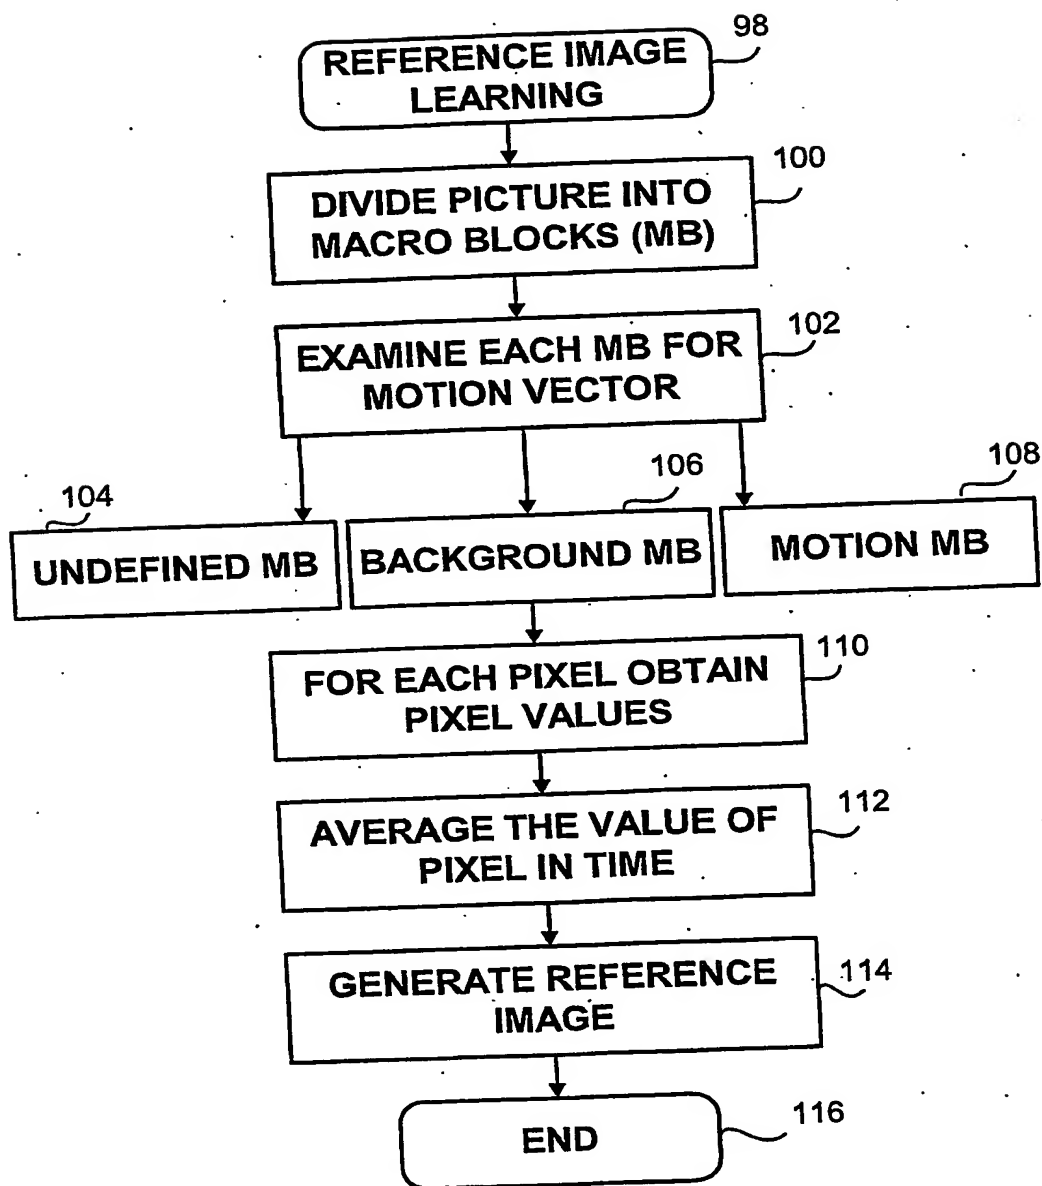 98
REFERENCE IMAGE
LEARNING
100
DIVIDE PICTURE INTO
MACRO BLOCKS (MB)
102
EXAMINE EACH MB FOR
MOTION VECTOR
104
106
108
UNDEFINED MB
BACKGROUND MB
MOTION MB
110
FOR EACH PIXEL OBTAIN
PIXEL VALUES
112
AVERAGE THE VALUE OF
PIXEL IN TIME
114
GENERATE REFERENCE
IMAGE
116
END